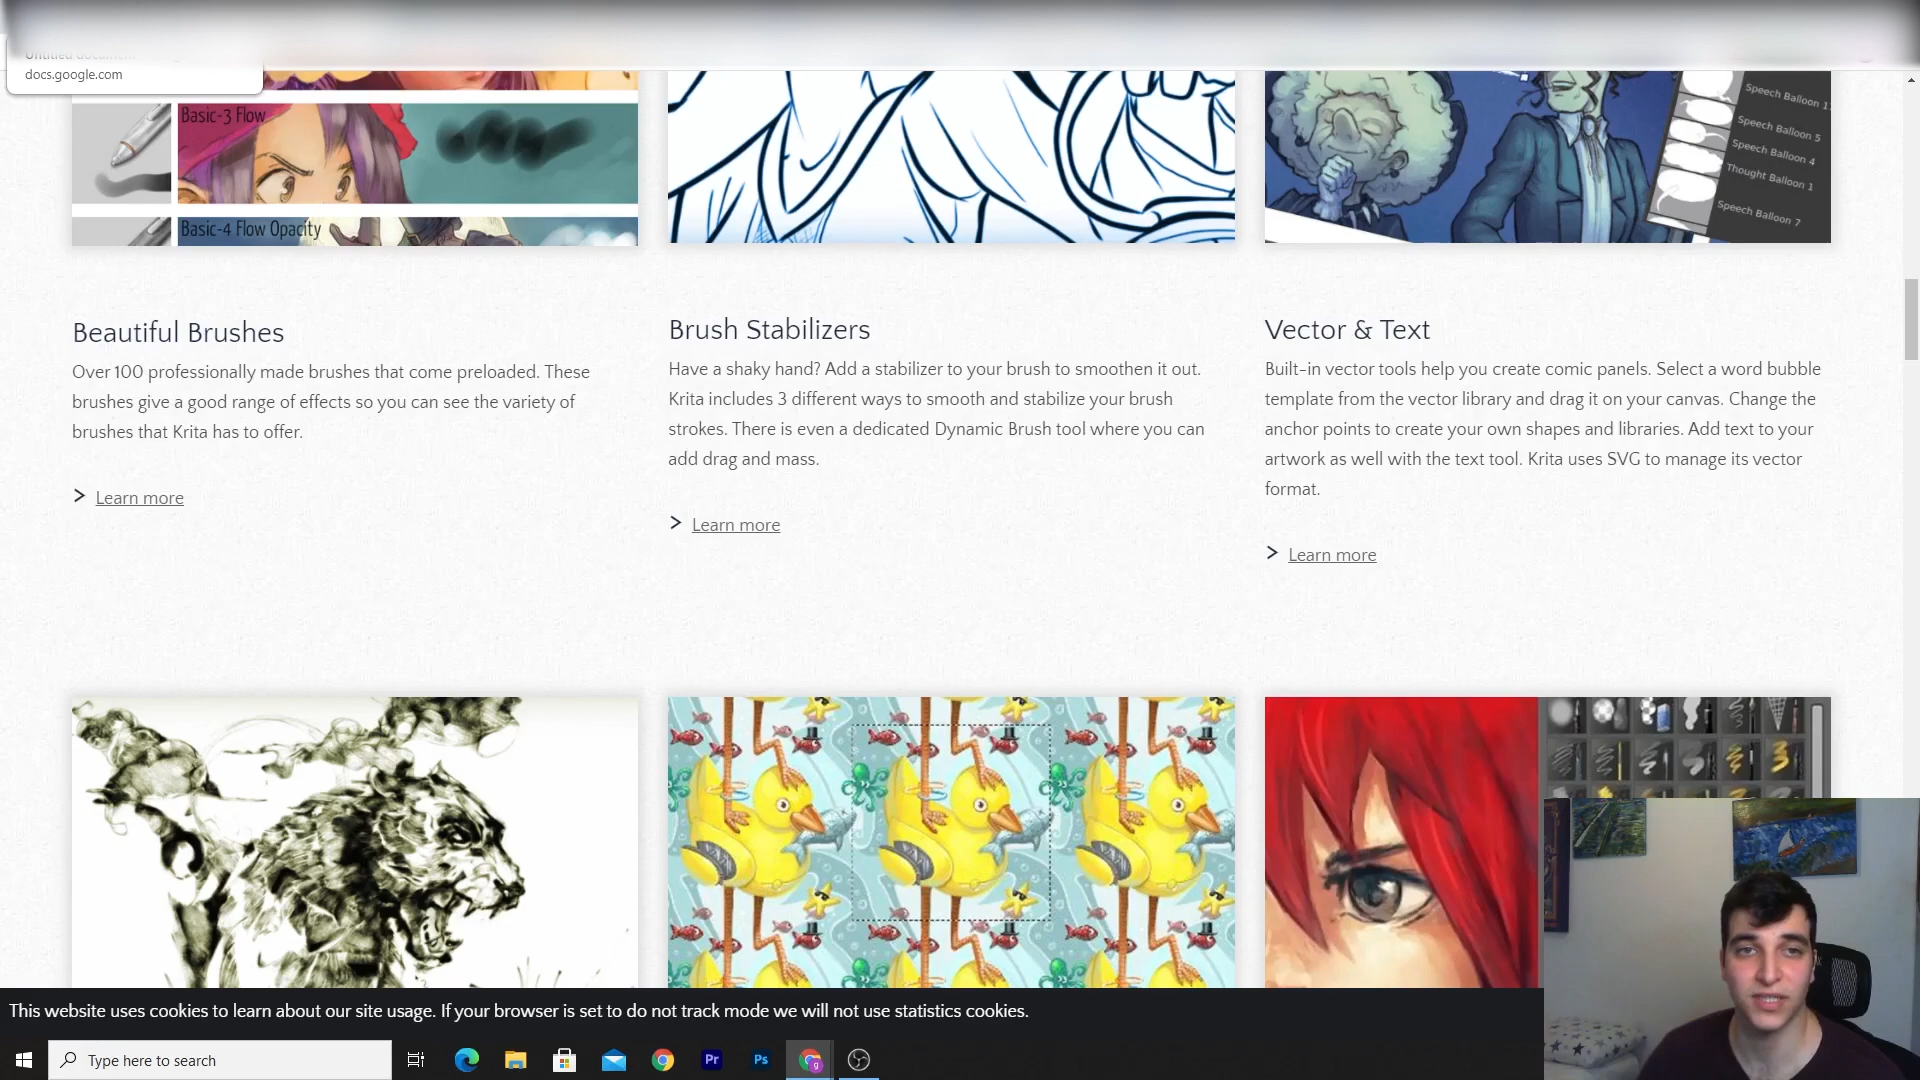 Untitled document
docs.google.com
Basic-3 Flow
Basic-4 Flow Opacity
Speech Balloon 1
Speech Balloon 5
Speech Balloon 4
Thought Balloon 1
Speech Balloon 7
Beautiful Brushes
Over 100 professionally made brushes that come preloaded. These
brushes give a good range of effects so you can see the variety of
brushes that Krita has to offer.
> Learn more
Brush Stabilizers
Have a shaky hand? Add a stabilizer to your brush to smoothen it out.
Krita includes 3 different ways to smooth and stabilize your brush
strokes. There is even a dedicated Dynamic Brush tool where you can
add drag and mass.
> Learn more
Vector & Text
Built-in vector tools help you create comic panels. Select a word bubble
template from the vector library and drag it on your canvas. Change the
anchor points to create your own shapes and libraries. Add text to your
artwork as well with the text tool. Krita uses SVG to manage its vector
format.
> Learn more
This website uses cookies to learn about our site usage. If your browser is set to do not track mode we will not use statistics cookies.
Type here to search
Pr
Ps
g